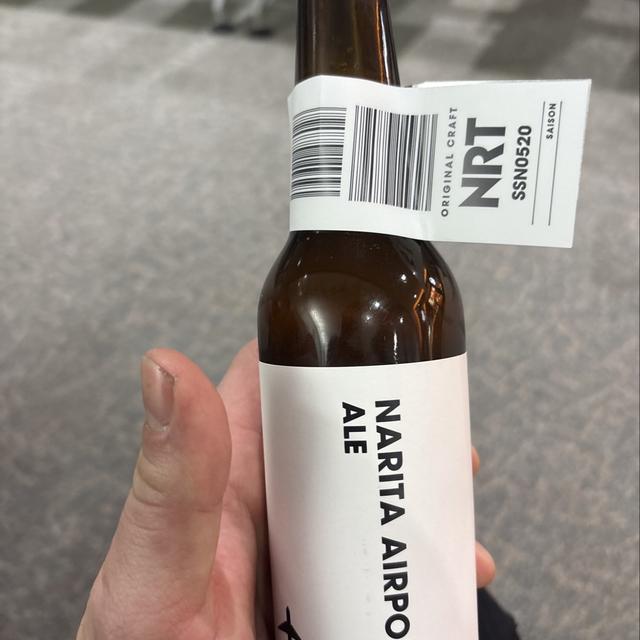 ORIGINAL CRAFT
NRT
SSN0520
SAISON
NARITA AIRPO
ALE